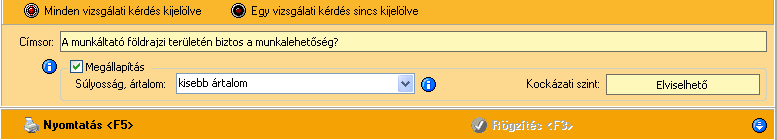 Minden vizsgálati kérdés kijelölve Egy vizsgálati kérdés sincs kijelölve
Címsor: A munkáltató földrajzi területén biztos a munkalehetőség?
Megállapítás
Súlyosság, ártalom: kisebb ártalom Kockázati szint: Elviselhető
Nyomtatás <F5> Rögzítés <F3>